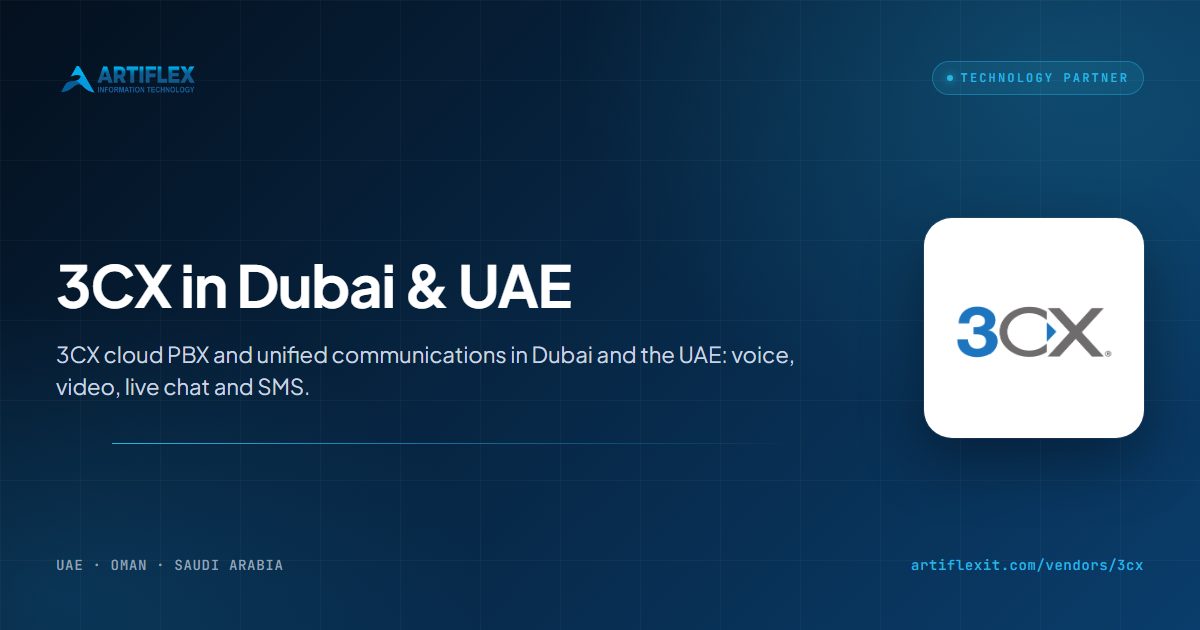 ARTIFLEX
INFORMATION TECHNOLOGY
TECHNOLOGY PARTNER
3CX in Dubai & UAE
3CX cloud PBX and unified communications in Dubai and the UAE: voice,
video, live chat and SMS.
3CX®
UAE · OMAN · SAUDI ARABIA
artiflexit.com/vendors/3cx